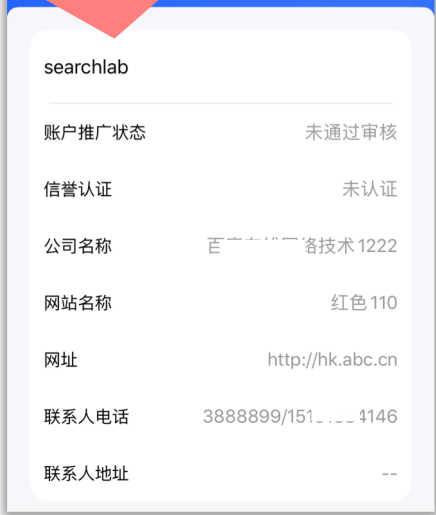 searchlab
账户推广状态 未通过审核
信誉认证 未认证
公司名称 络技术1222
网站名称 红色110
网址 http://hk.abc.cn
联系人电话 3888899/151 4146
联系人地址 --